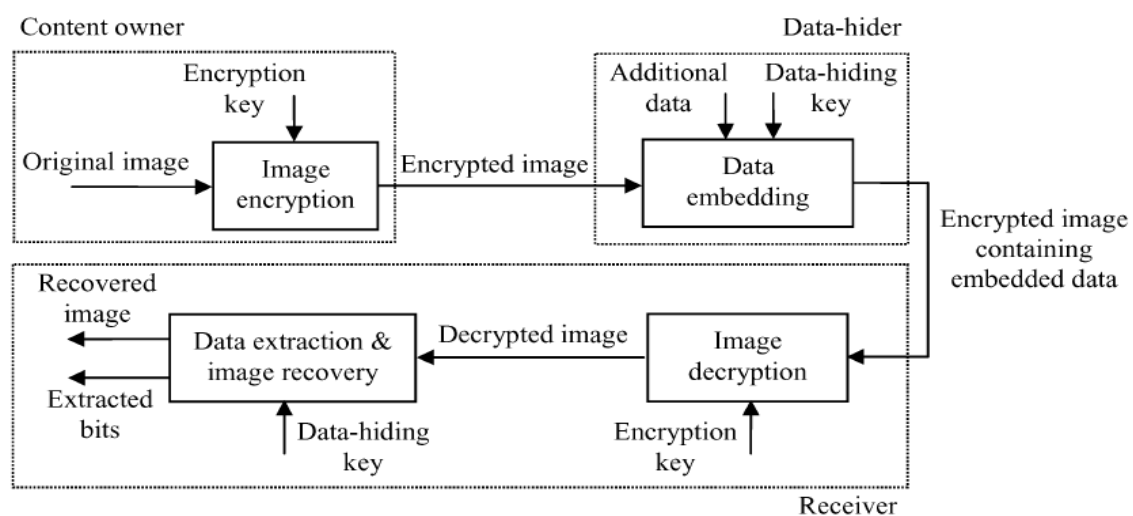 Content owner
Data-hider
Encryption
key
Additional
data
Data-hiding
key
Original image
Image
encryption
Encrypted image
Data
embedding
Encrypted image
containing
embedded data
Recovered
image
Data extraction &
image recovery
Decrypted image
Image
decryption
Extracted
bits
Data-hiding
key
Encryption
key
Receiver